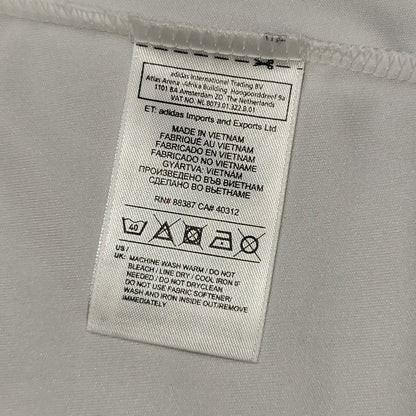 adidas International Trading BV
Atlas Arena -Afrika Building Hoogoorddreef 9a
1101 BA Amsterdam ZO, The Netherlands
VAT NO. NL 8073.01.322.B.01
ET: adidas Imports and Exports Ltd
MADE IN VIETNAM
FABRIQUÉ AU VIETNAM
FABRICADO EN VIETNAM
FABRICADO NO VIETNAME
GYÁRTVA: VIETNAM
ПРОИЗВЕДЕНО ВЪВ ВИЕТНАМ
СДЕЛАНО ВО ВЬЕТНАМЕ
RN# 88387 CA# 40312
40
US /
UK: MACHINE WASH WARM / DO NOT
BLEACH / LINE DRY / COOL IRON IF
NEEDED / DO NOT DRYCLEAN
DO NOT USE FABRIC SOFTENER/
WASH AND IRON INSIDE OUT/REMOVE
IMMEDIATELY